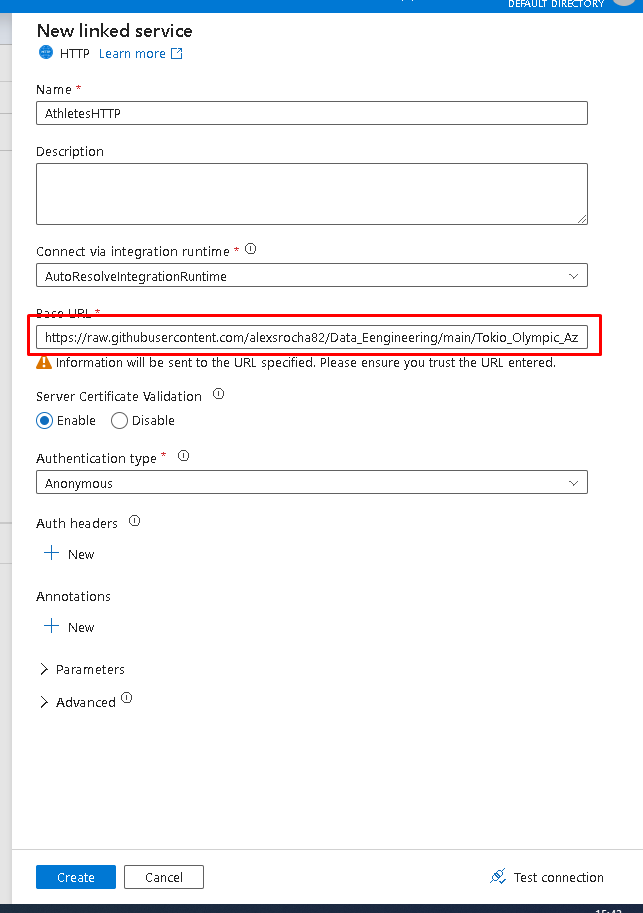 DEFAULT DIRECTORY
New linked service
HTTP Learn more
Name *
AthletesHTTP
Description
Connect via integration runtime *
AutoResolveIntegrationRuntime
Base URL *
https://raw.githubusercontent.com/alexsrocha82/Data_Eengineering/main/Tokio_Olympic_Az
Information will be sent to the URL specified. Please ensure you trust the URL entered.
Server Certificate Validation
Enable Disable
Authentication type *
Anonymous
Auth headers
New
Annotations
New
Parameters
Advanced
Create Cancel Test connection